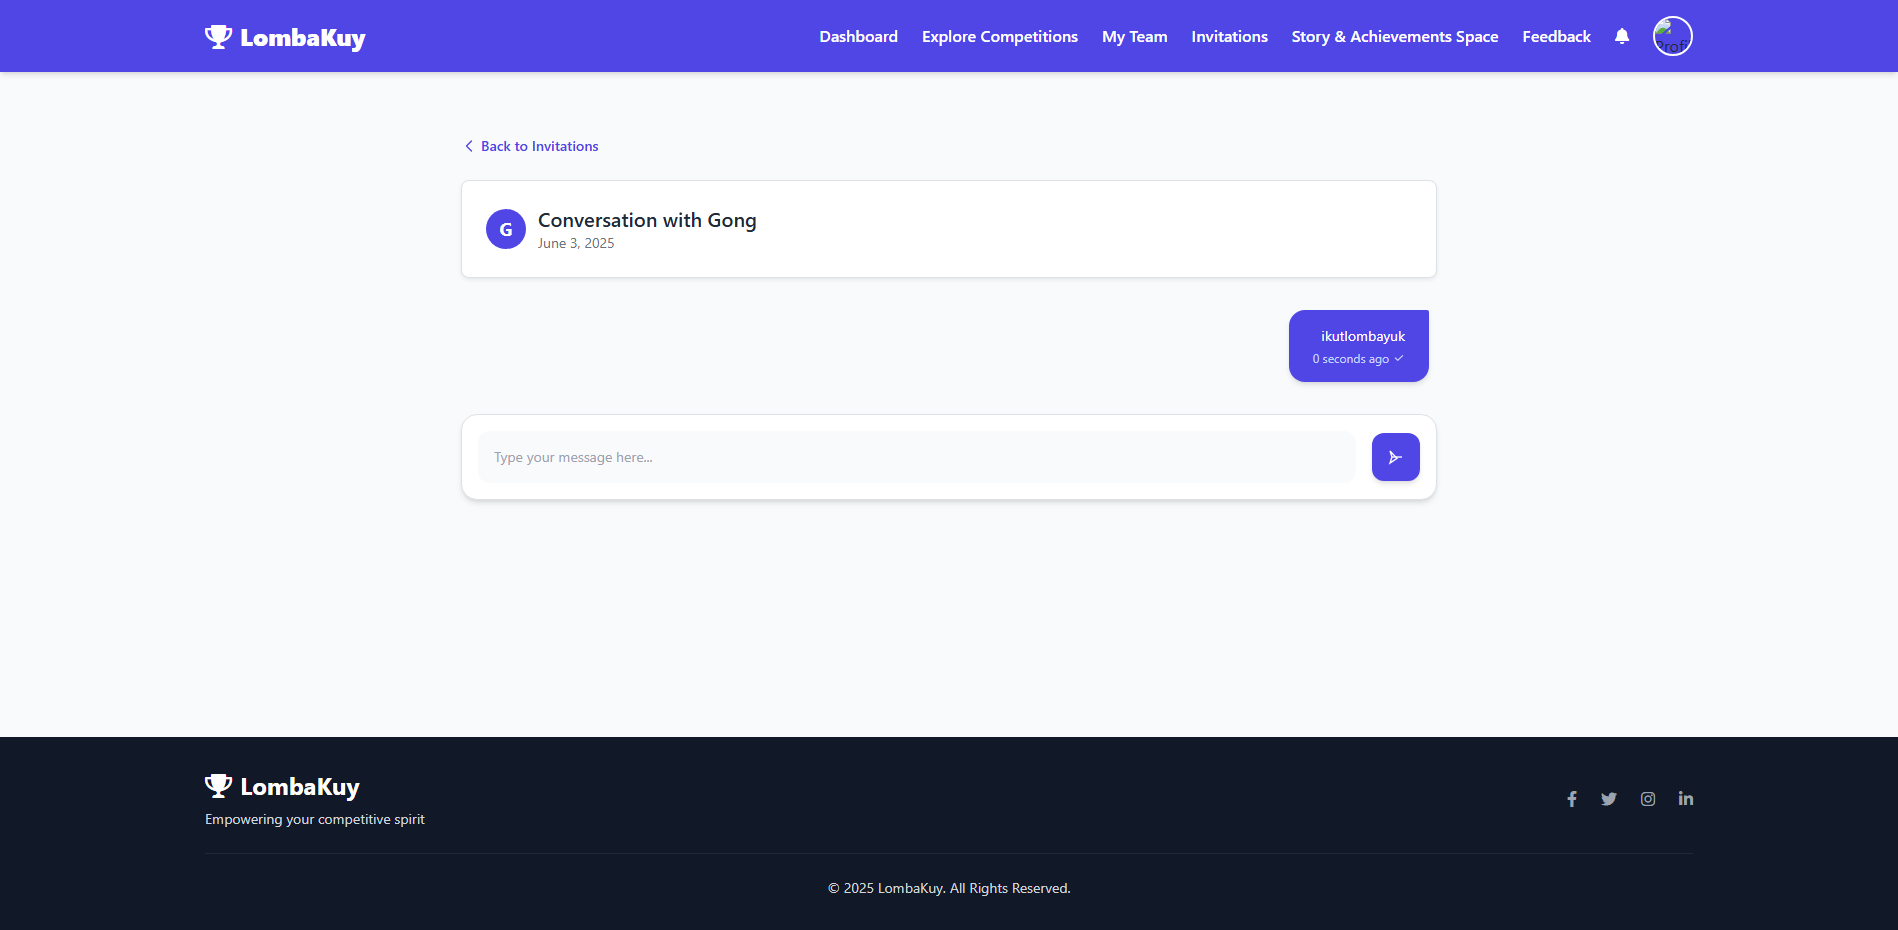 LombaKuy
Dashboard Explore Competitions My Team Invitations Story & Achievements Space Feedback
Profi
Back to Invitations
G
Conversation with Gong
June 3, 2025
ikutlombayuk
0 seconds ago
Type your message here...
LombaKuy
Empowering your competitive spirit
© 2025 LombaKuy. All Rights Reserved.